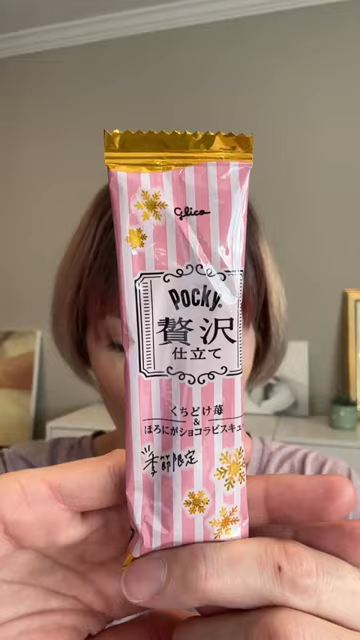 glico
Pocky
贅沢
仕立て
くちどけ苺
&
ほろにがショコラビスキュ
季節限定